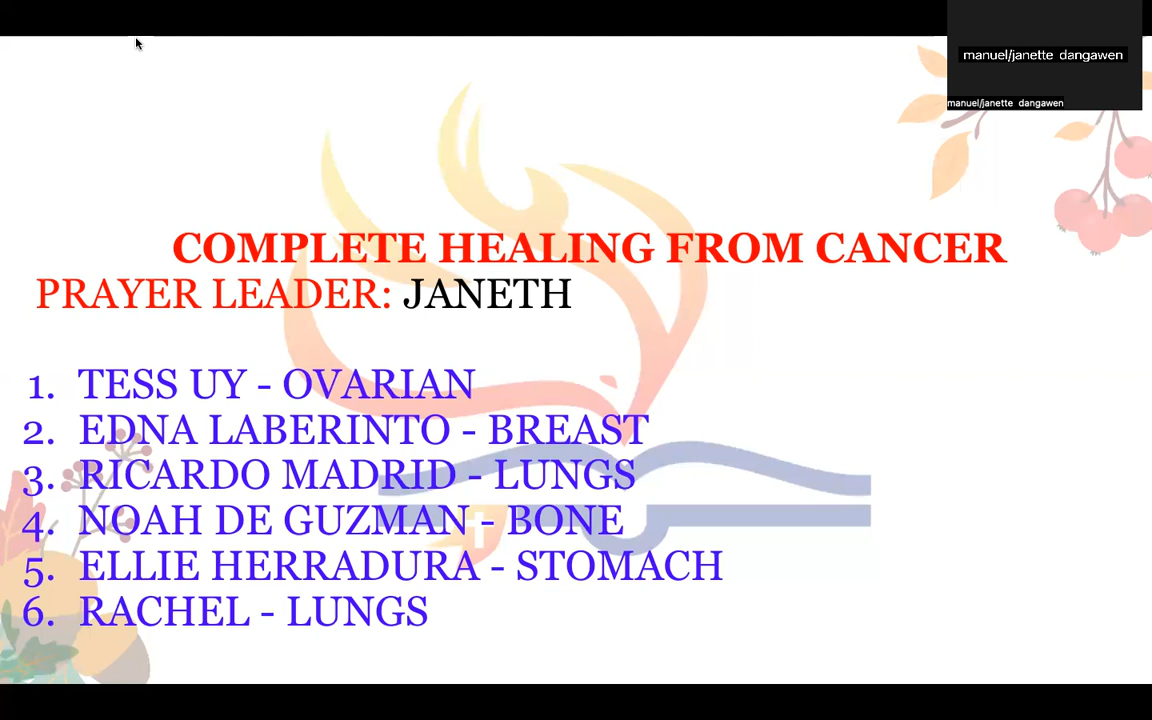 manuel/janette dangawen
manuel/janette dangawen
COMPLETE HEALING FROM CANCER
PRAYER LEADER: JANETH
1. TESS UY - OVARIAN
2. EDNA LABERINTO - BREAST
3. RICARDO MADRID - LUNGS
4. NOAH DE GUZMAN - BONE
5. ELLIE HERRADURA - STOMACH
6. RACHEL - LUNGS